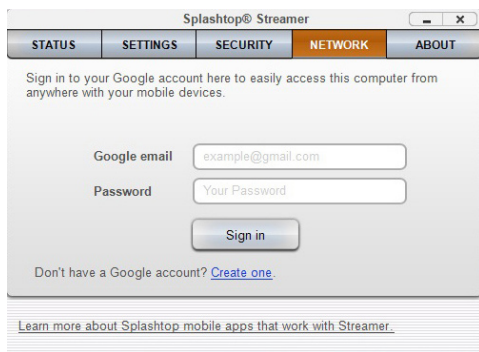 Splashtop® Streamer
STATUS SETTINGS SECURITY NETWORK ABOUT
Sign in to your Google account here to easily access this computer from
anywhere with your mobile devices.
Google email example@gmail.com
Password Your Password
Sign in
Don't have a Google account? Create one.
Learn more about Splashtop mobile apps that work with Streamer.